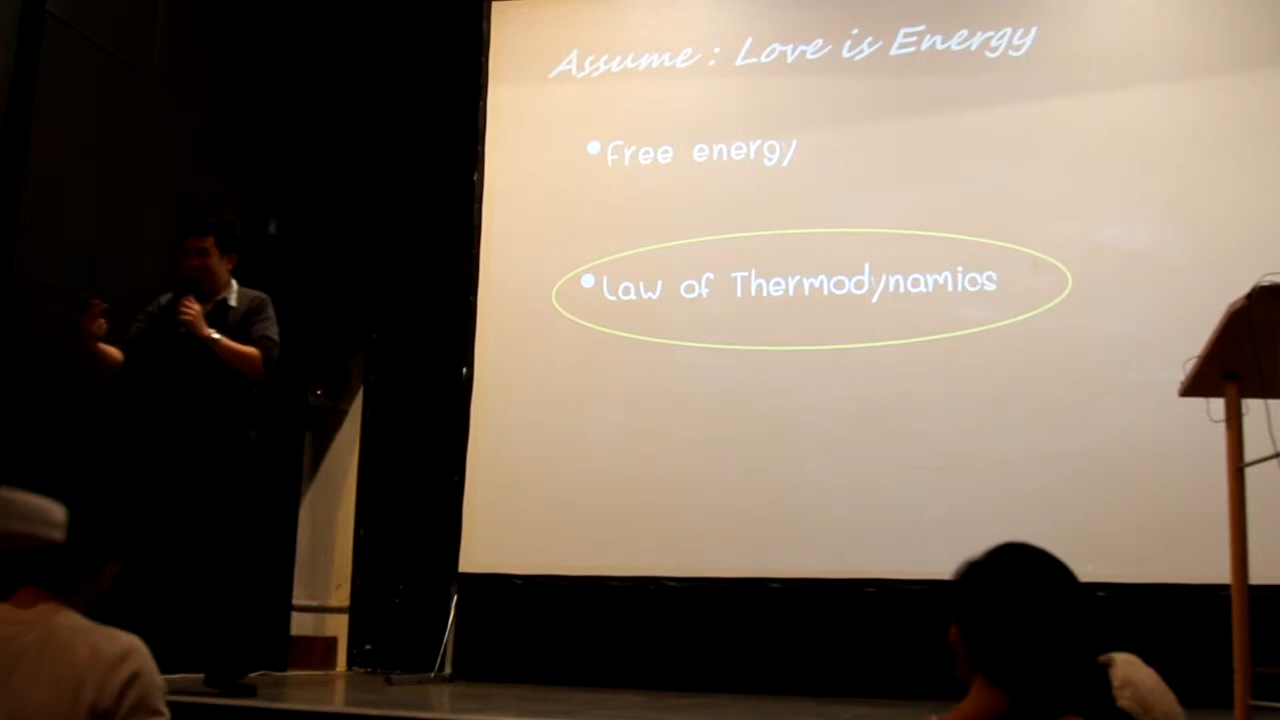 Assume : Love is Energy
• Free energy
• Law of Thermodynamics